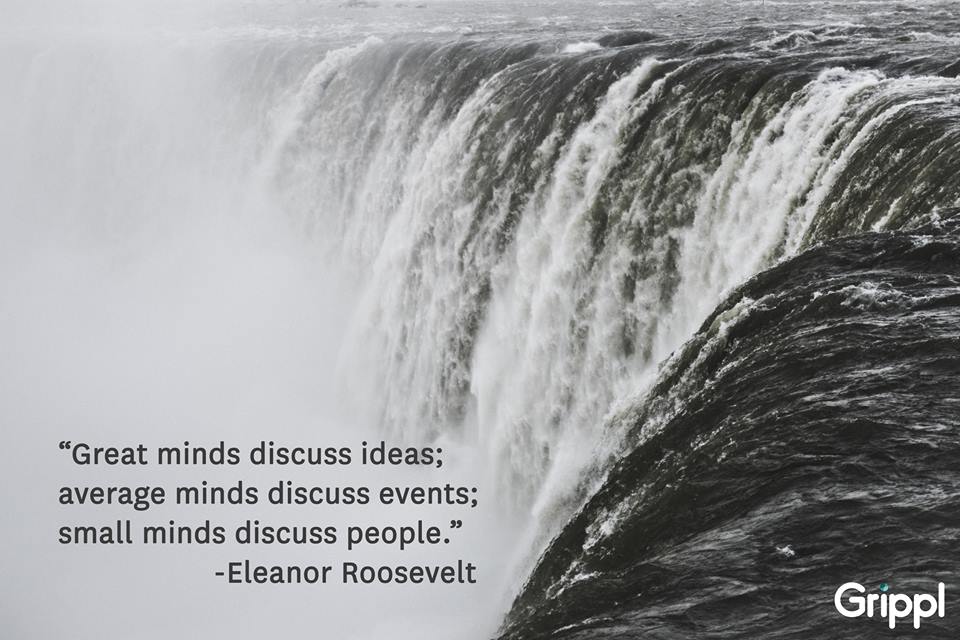 “Great minds discuss ideas;
average minds discuss events;
small minds discuss people.”
-Eleanor Roosevelt
Grippl